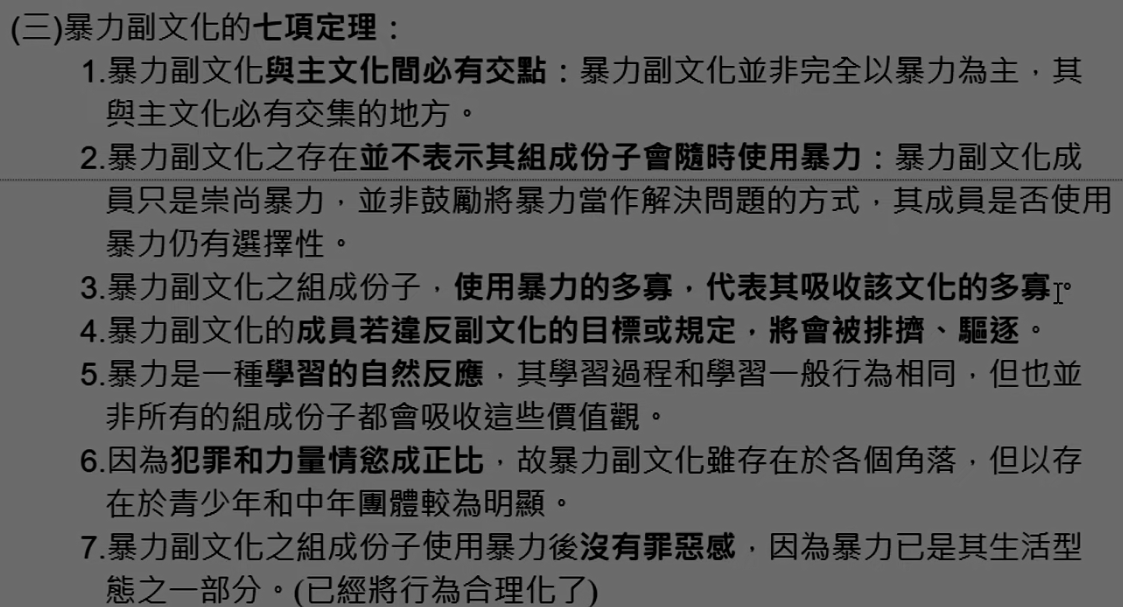 (三)暴力副文化的七項定理：
1.暴力副文化與主文化間必有交點：暴力副文化並非完全以暴力為主，其
與主文化必有交集的地方。
2.暴力副文化之存在並不表示其組成份子會隨時使用暴力：暴力副文化成
員只是崇尚暴力，並非鼓勵將暴力當作解決問題的方式，其成員是否使用
暴力仍有選擇性。
3.暴力副文化之組成份子，使用暴力的多寡，代表其吸收該文化的多寡。
4.暴力副文化的成員若違反副文化的目標或規定，將會被排擠、驅逐。
5.暴力是一種學習的自然反應，其學習過程和學習一般行為相同，但也並
非所有的組成份子都會吸收這些價值觀。
6.因為犯罪和力量情慾成正比，故暴力副文化雖存在於各個角落，但以存
在於青少年和中年團體較為明顯。
7.暴力副文化之組成份子使用暴力後沒有罪惡感，因為暴力已是其生活型
態之一部分。(已經將行為合理化了)